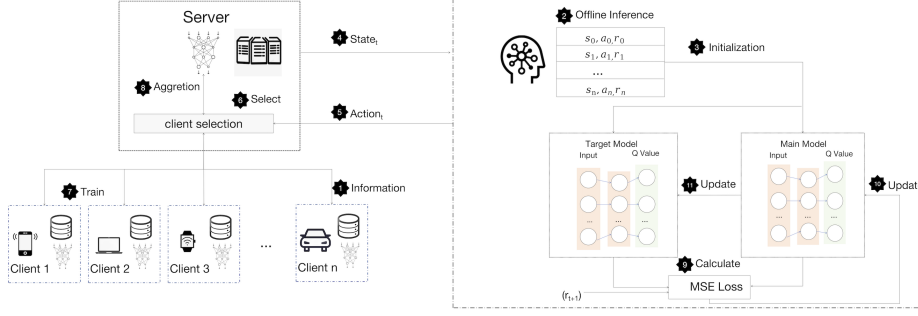 Server
8 Aggretion
6 Select
client selection
4 State_t
5 Action_t
7 Train
1 Information
Client 1
Client 2
Client 3
...
Client n
2 Offline Inference
s_0, a_0, r_0
s_1, a_1, r_1
...
s_n, a_n, r_n
3 Initialization
Target Model
Input
Q Value
...
...
...
11 Update
Main Model
Input
Q Value
...
...
...
10 Updat
9 Calculate
MSE Loss
(r_{1+1})